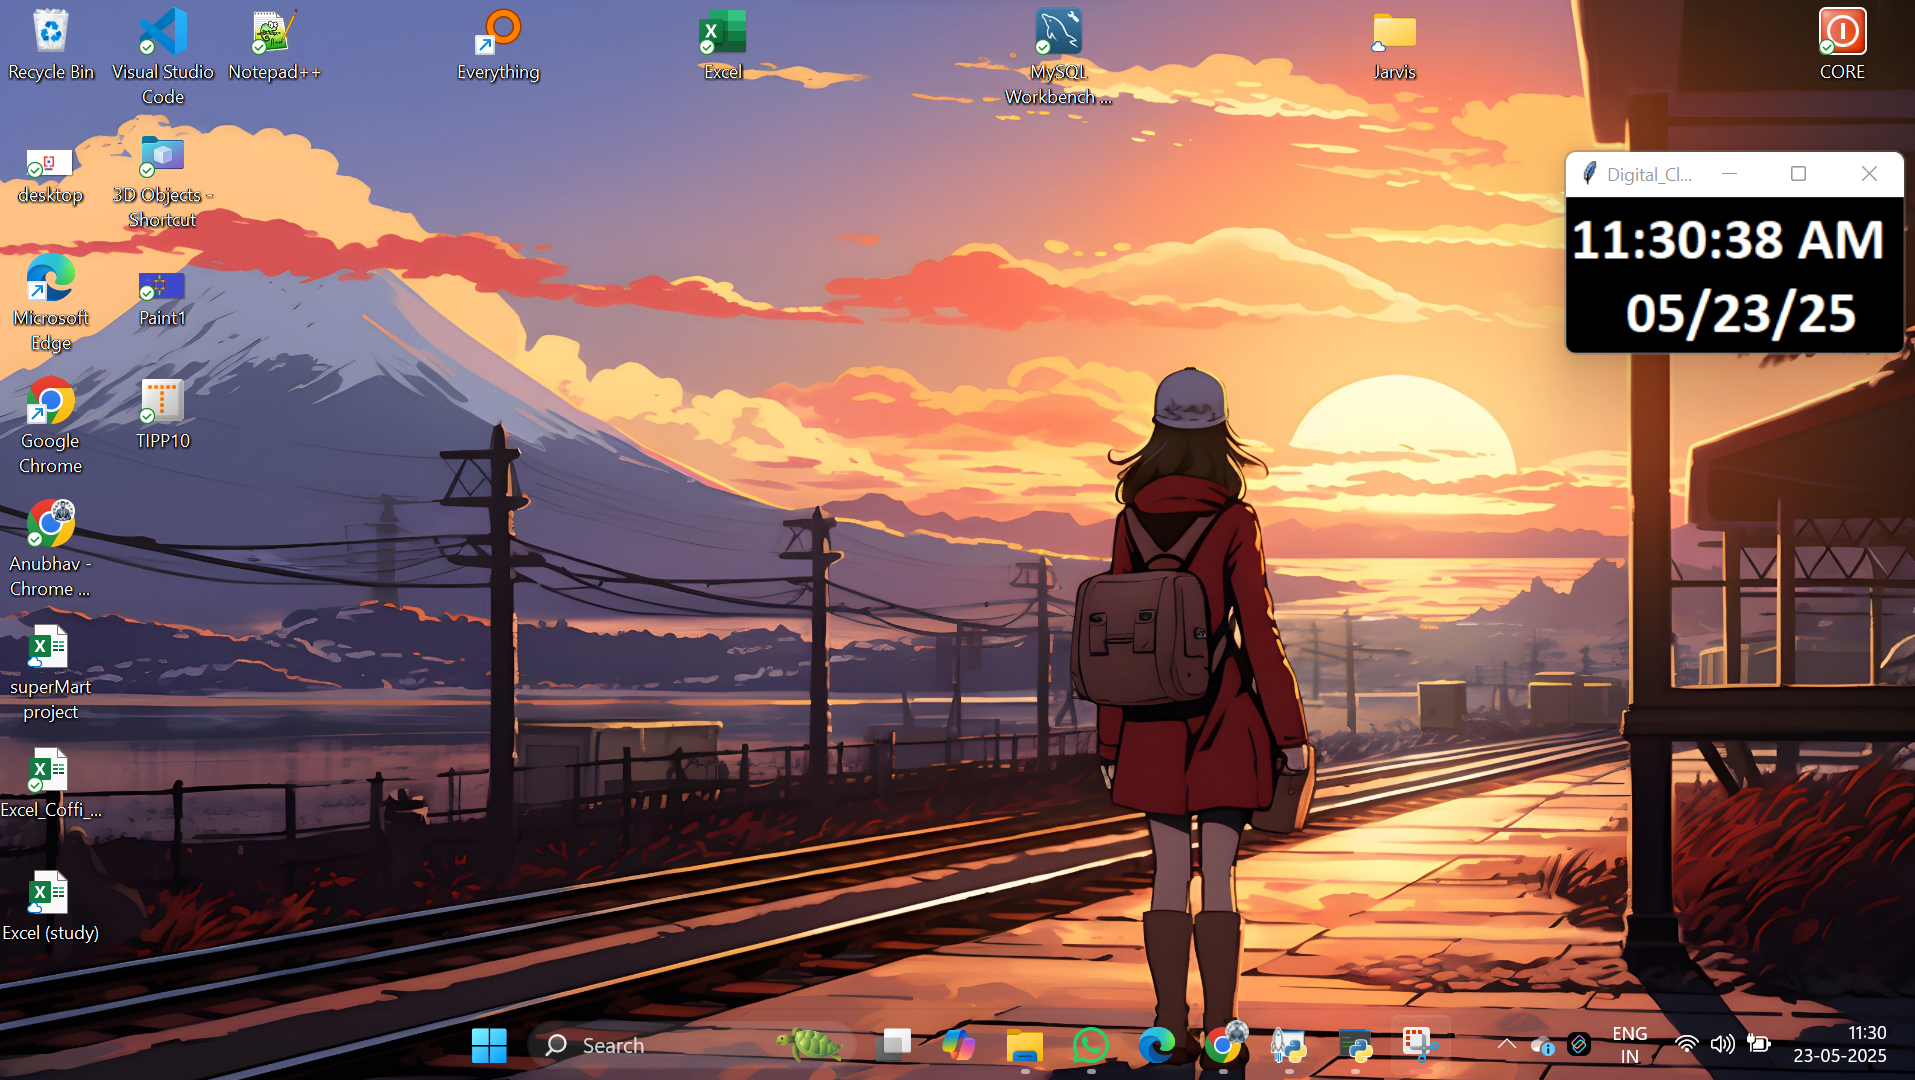 Recycle Bin
Visual Studio
Code
Notepad++
Everything
Excel
MySQL
Workbench ...
Jarvis
CORE
desktop
3D Objects -
Shortcut
Digital_Cl...
11:30:38 AM
05/23/25
Microsoft
Edge
Paint1
Google
Chrome
TIPP10
Anubhav -
Chrome ...
superMart
project
Excel_Coffi_...
Excel (study)
Search
ENG
IN
11:30
23-05-2025